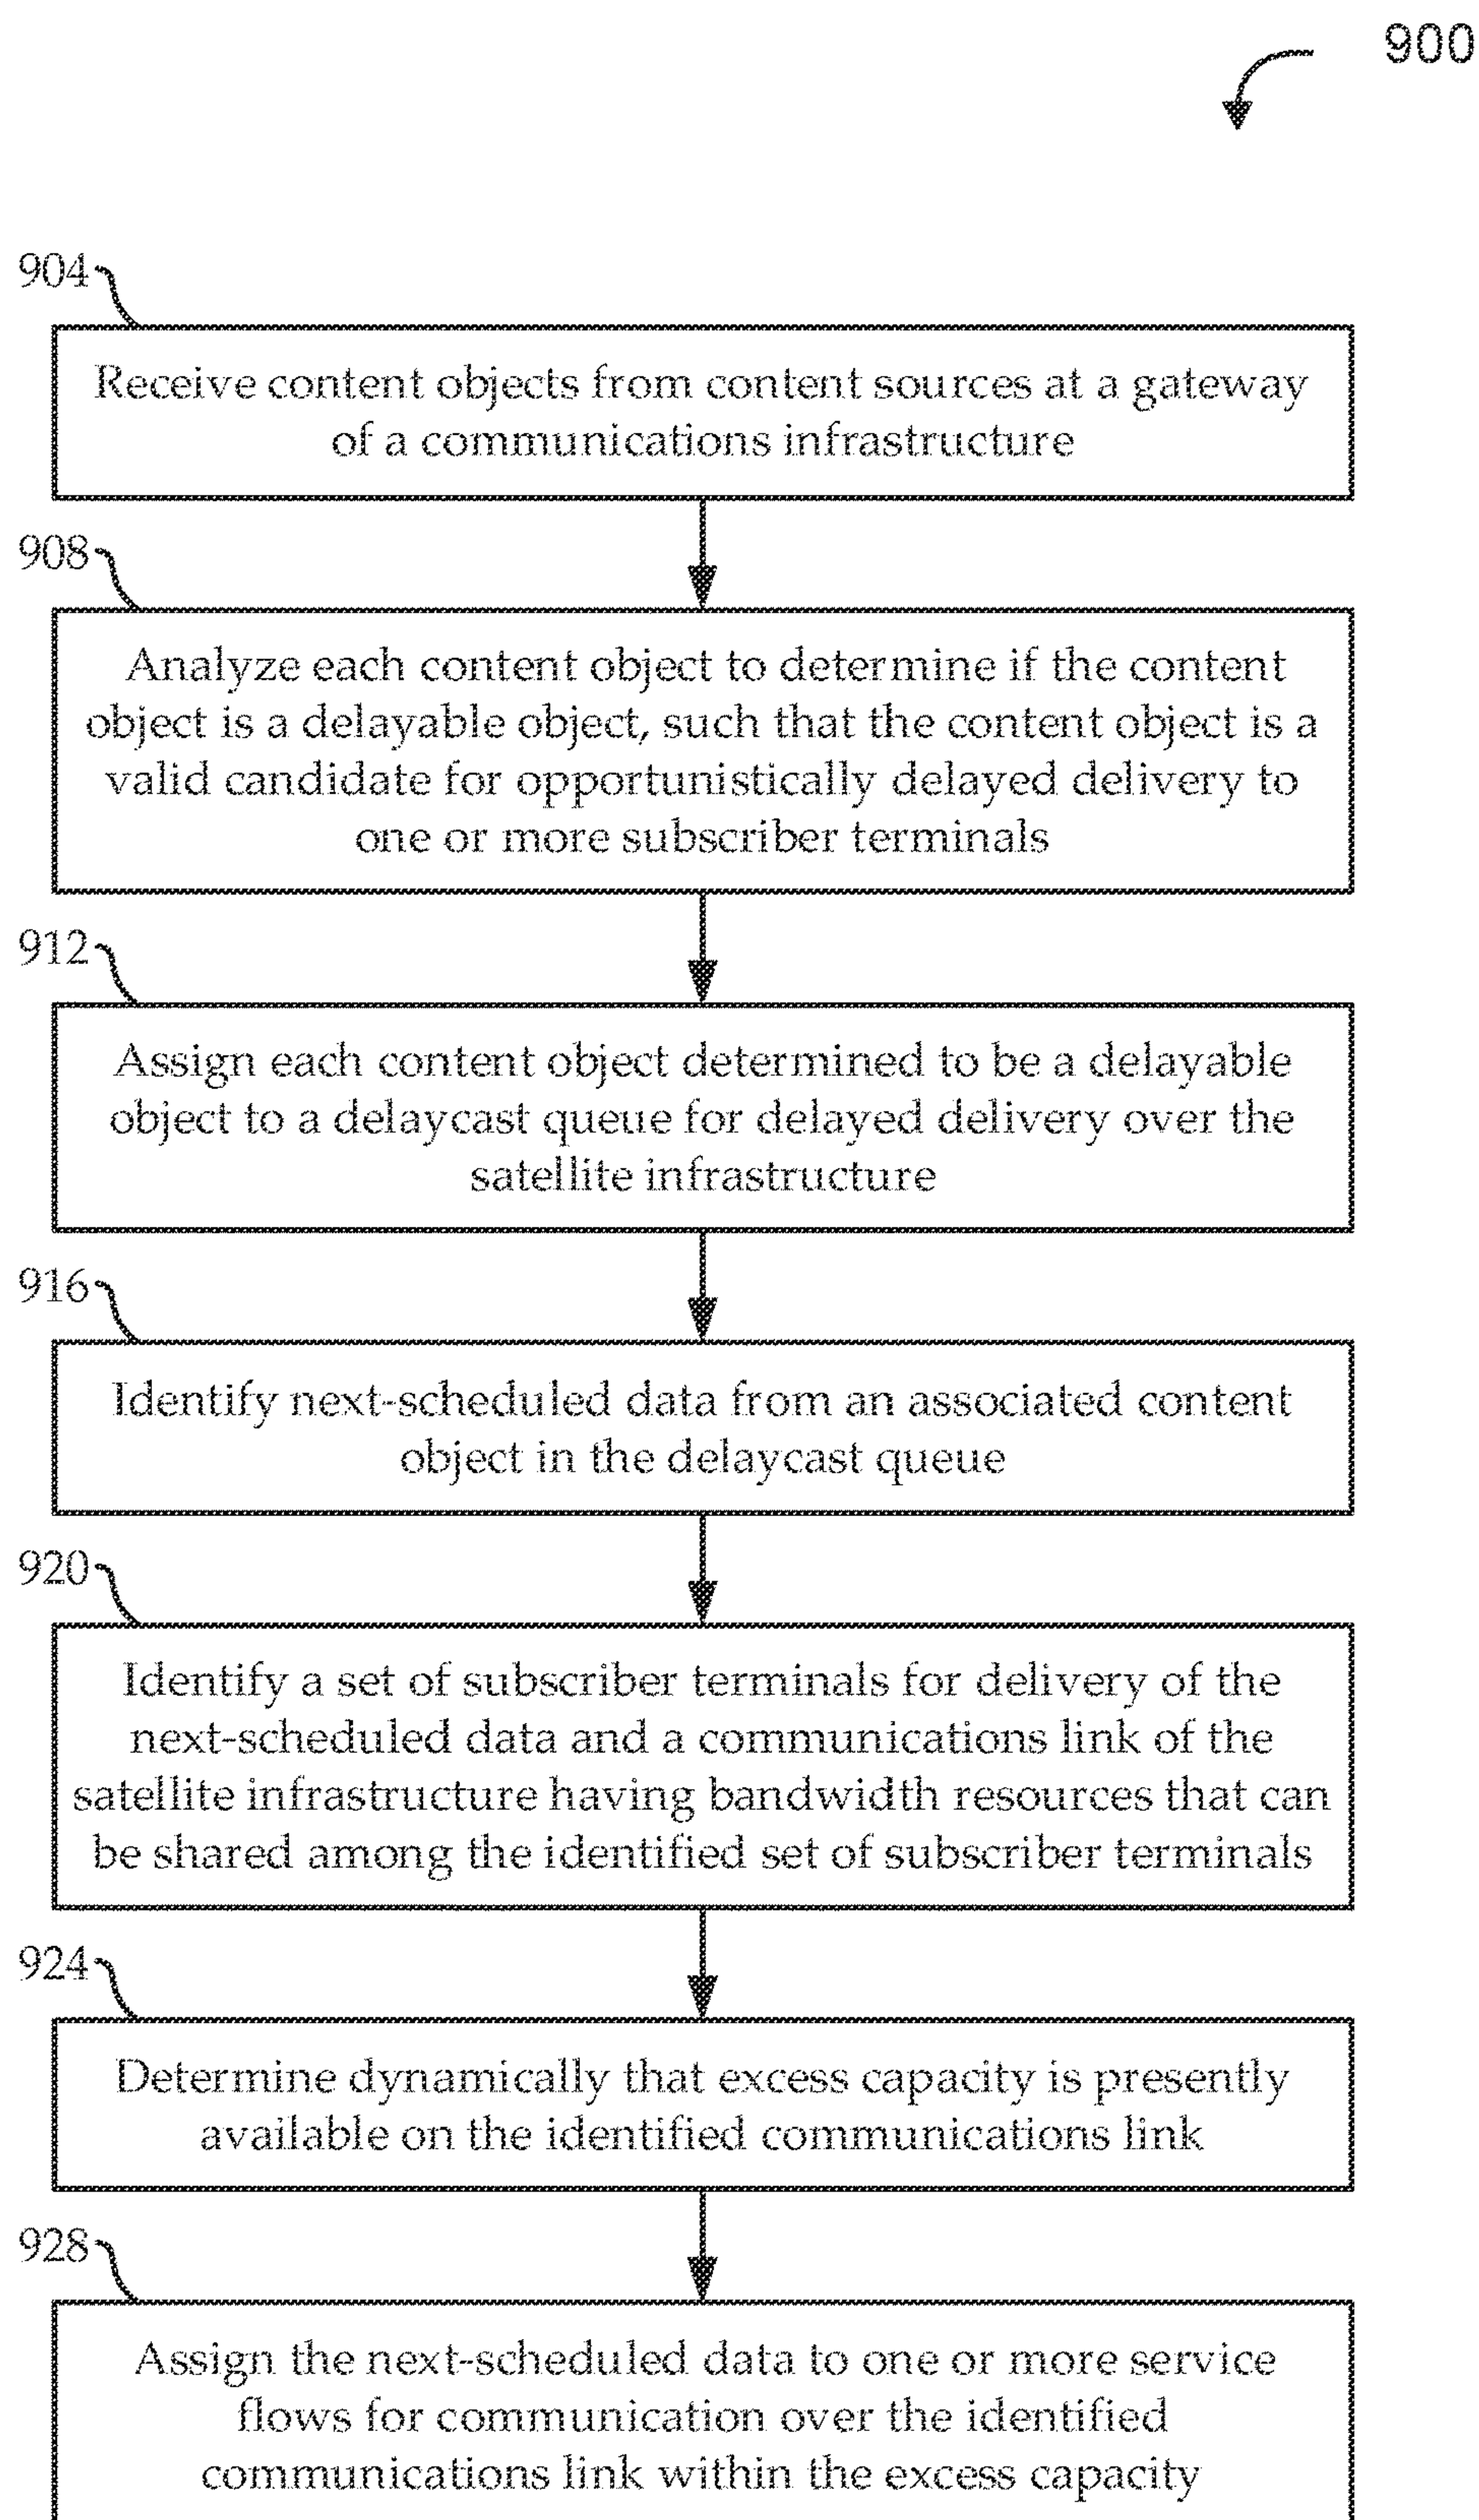 900
904
Receive content objects from content sources at a gateway
of a communications infrastructure
908
Analyze each content object to determine if the content
object is a delayable object, such that the content object is a
valid candidate for opportunistically delayed delivery to
one or more subscriber terminals
912
Assign each content object determined to be a delayable
object to a delaycast queue for delayed delivery over the
satellite infrastructure
916
Identify next-scheduled data from an associated content
object in the delaycast queue
920
Identify a set of subscriber terminals for delivery of the
next-scheduled data and a communications link of the
satellite infrastructure having bandwidth resources that can
be shared among the identified set of subscriber terminals
924
Determine dynamically that excess capacity is presently
available on the identified communications link
928
Assign the next-scheduled data to one or more service
flows for communication over the identified
communications link within the excess capacity